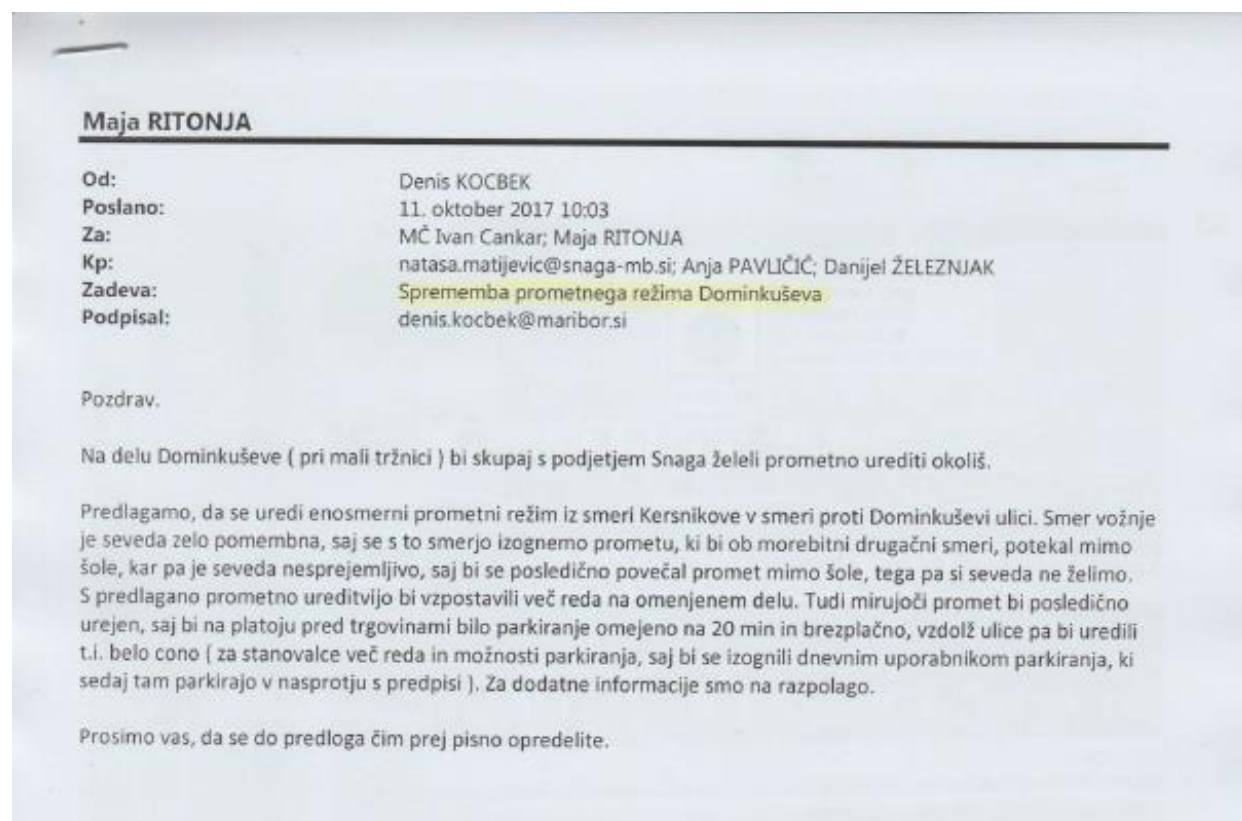 Maja RITONJA
Od: Denis KOCBEK
Poslano: 11. oktober 2017 10:03
Za: MČ Ivan Cankar; Maja RITONJA
Kp: natasa.matijevic@snaga-mb.si; Anja PAVLIČIČ; Danijel ŽELEZNJAK
Zadeva: Sprememba prometnega režima Dominkuševa
Podpisal: denis.kocbek@maribor.si
Pozdrav.
Na delu Dominkuševe ( pri mali tržnici ) bi skupaj s podjetjem Snaga želeli prometno urediti okoliš.
Predlagamo, da se uredi enosmerni prometni režim iz smeri Kersnikove v smeri proti Dominkuševi ulici. Smer vožnje
je seveda zelo pomembna, saj se s to smerjo izognemo prometu, ki bi ob morebitni drugačni smeri, potekal mimo
šole, kar pa je seveda nesprejemljivo, saj bi se posledično povečal promet mimo šole, tega pa si seveda ne želimo.
S predlagano prometno ureditvijo bi vzpostavili več reda na omenjenem delu. Tudi mirujoči promet bi posledično
urejen, saj bi na platoju pred trgovinami bilo parkiranje omejeno na 20 min in brezplačno, vzdolž ulice pa bi uredili
t.i. belo cono ( za stanovalce več reda in možnosti parkiranja, saj bi se izognili dnevnim uporabnikom parkiranja, ki
sedaj tam parkirajo v nasprotju s predpisi ). Za dodatne informacije smo na razpolago.
Prosimo vas, da se do predloga čim prej pisno opredelite.